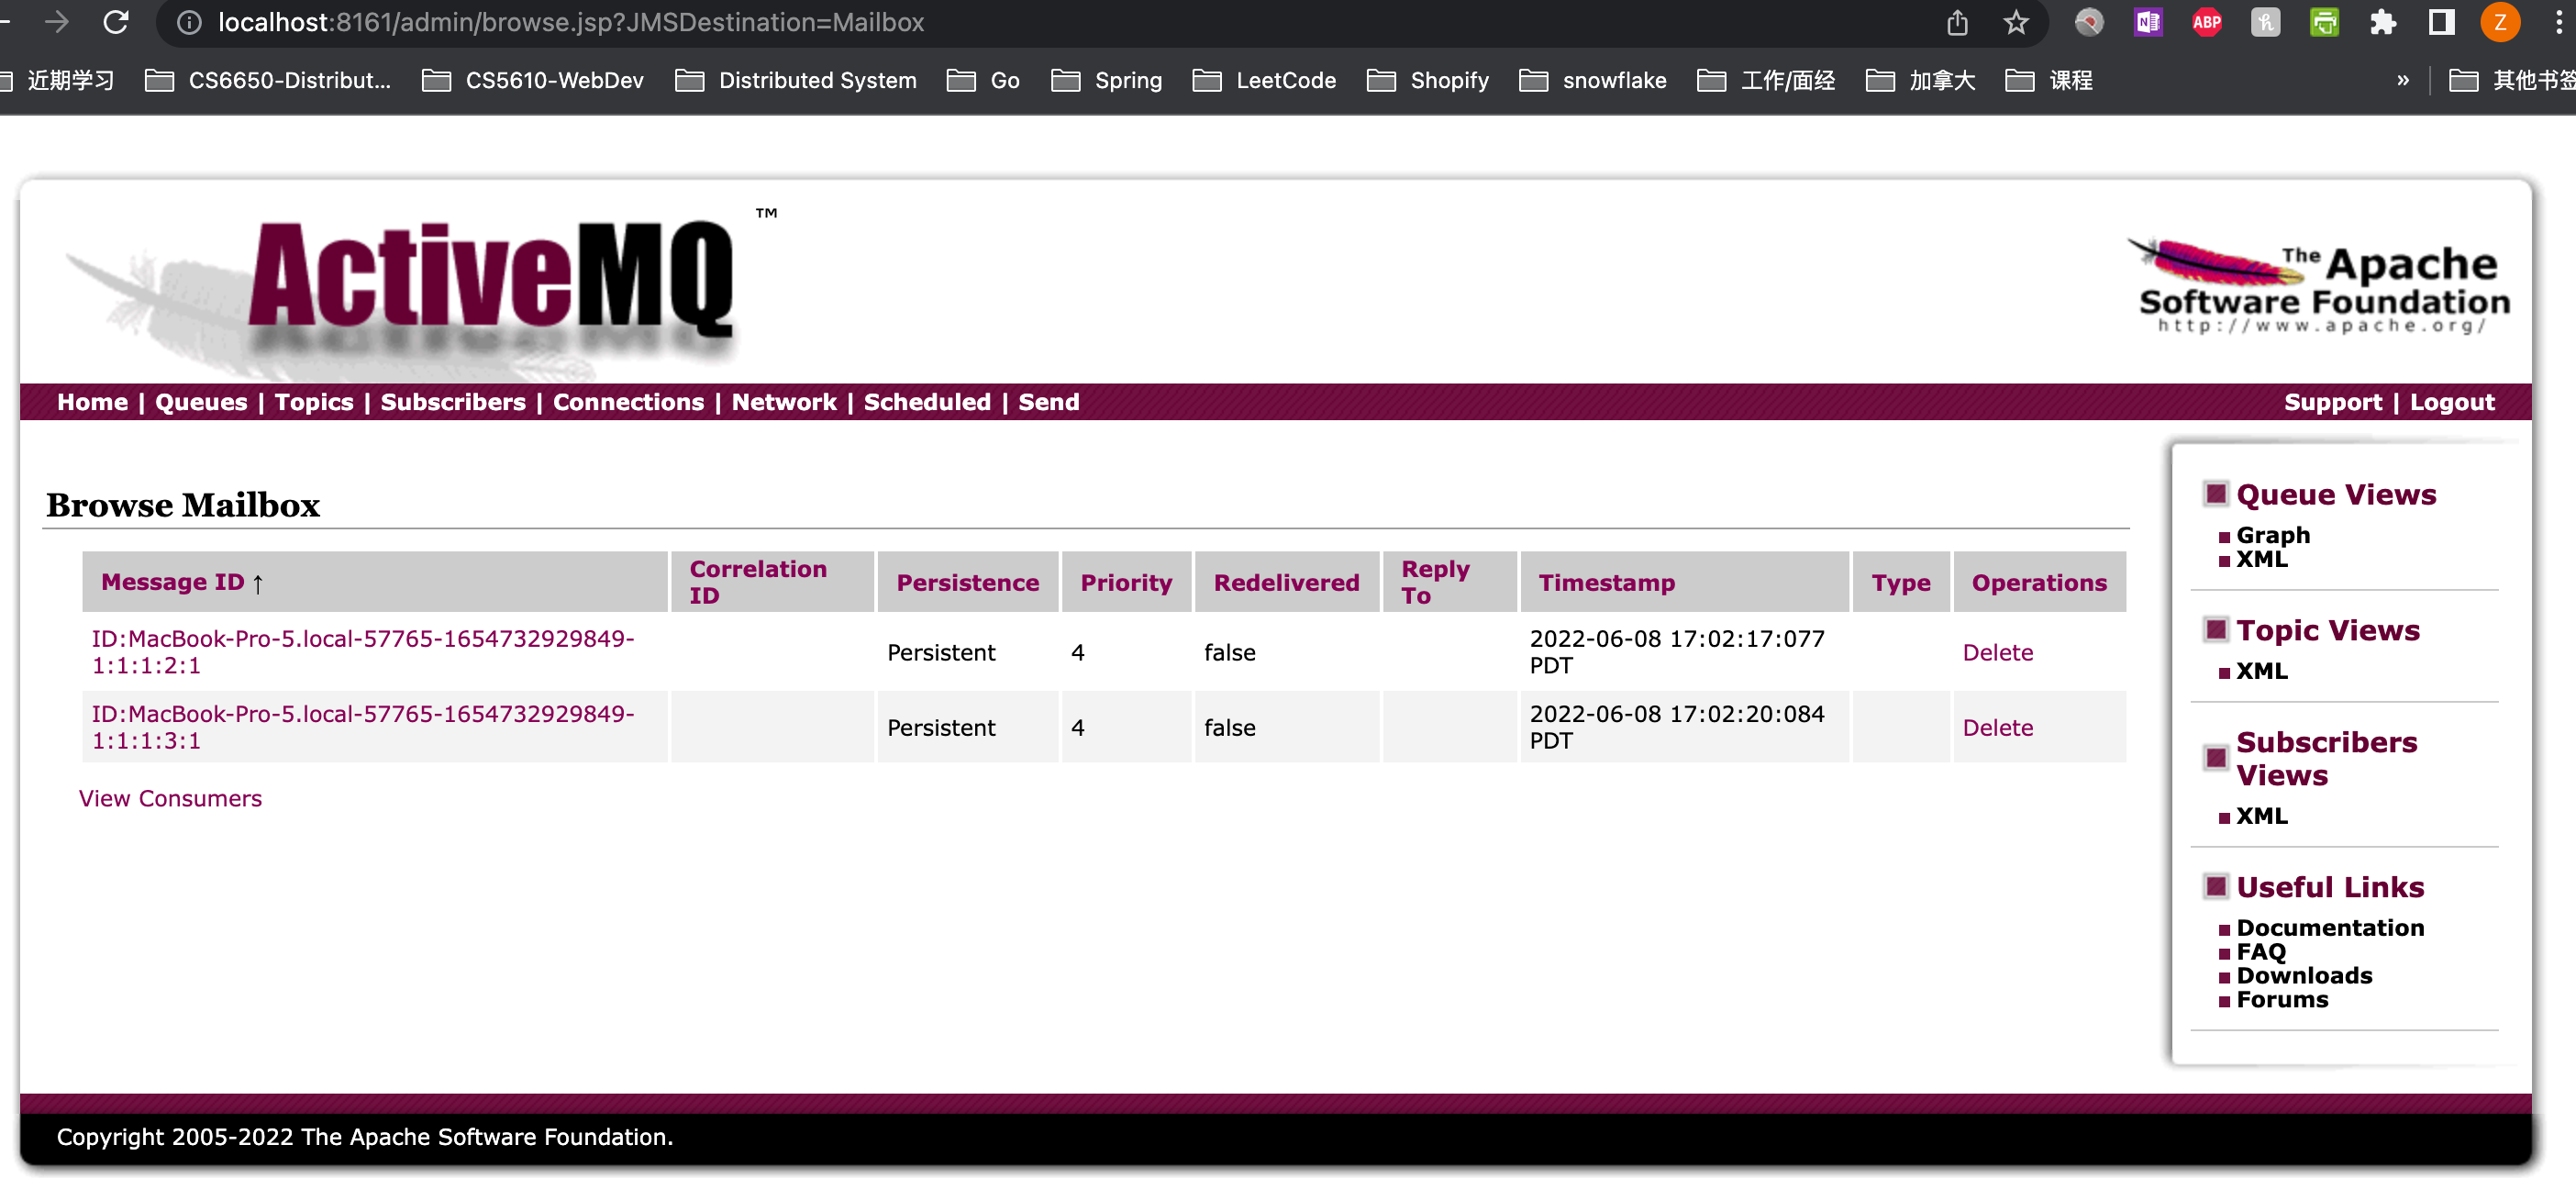 localhost:8161/admin/browse.jsp?JMSDestination=Mailbox
ABP
Z
近期学习 CS6650-Distribut... CS5610-WebDev Distributed System Go Spring LeetCode Shopify snowflake 工作/面经 加拿大 课程 » 其他书签
ActiveMQ™
The Apache
Software Foundation
http://www.apache.org/
Home | Queues | Topics | Subscribers | Connections | Network | Scheduled | Send
Support | Logout
Browse Mailbox
Message ID ↑ Correlation ID Persistence Priority Redelivered Reply To Timestamp Type Operations
ID:MacBook-Pro-5.local-57765-1654732929849-
1:1:1:2:1
Persistent 4 false
2022-06-08 17:02:17:077
PDT
Delete
ID:MacBook-Pro-5.local-57765-1654732929849-
1:1:1:3:1
Persistent 4 false
2022-06-08 17:02:20:084
PDT
Delete
View Consumers
Queue Views
Graph
XML
Topic Views
XML
Subscribers
Views
XML
Useful Links
Documentation
FAQ
Downloads
Forums
Copyright 2005-2022 The Apache Software Foundation.